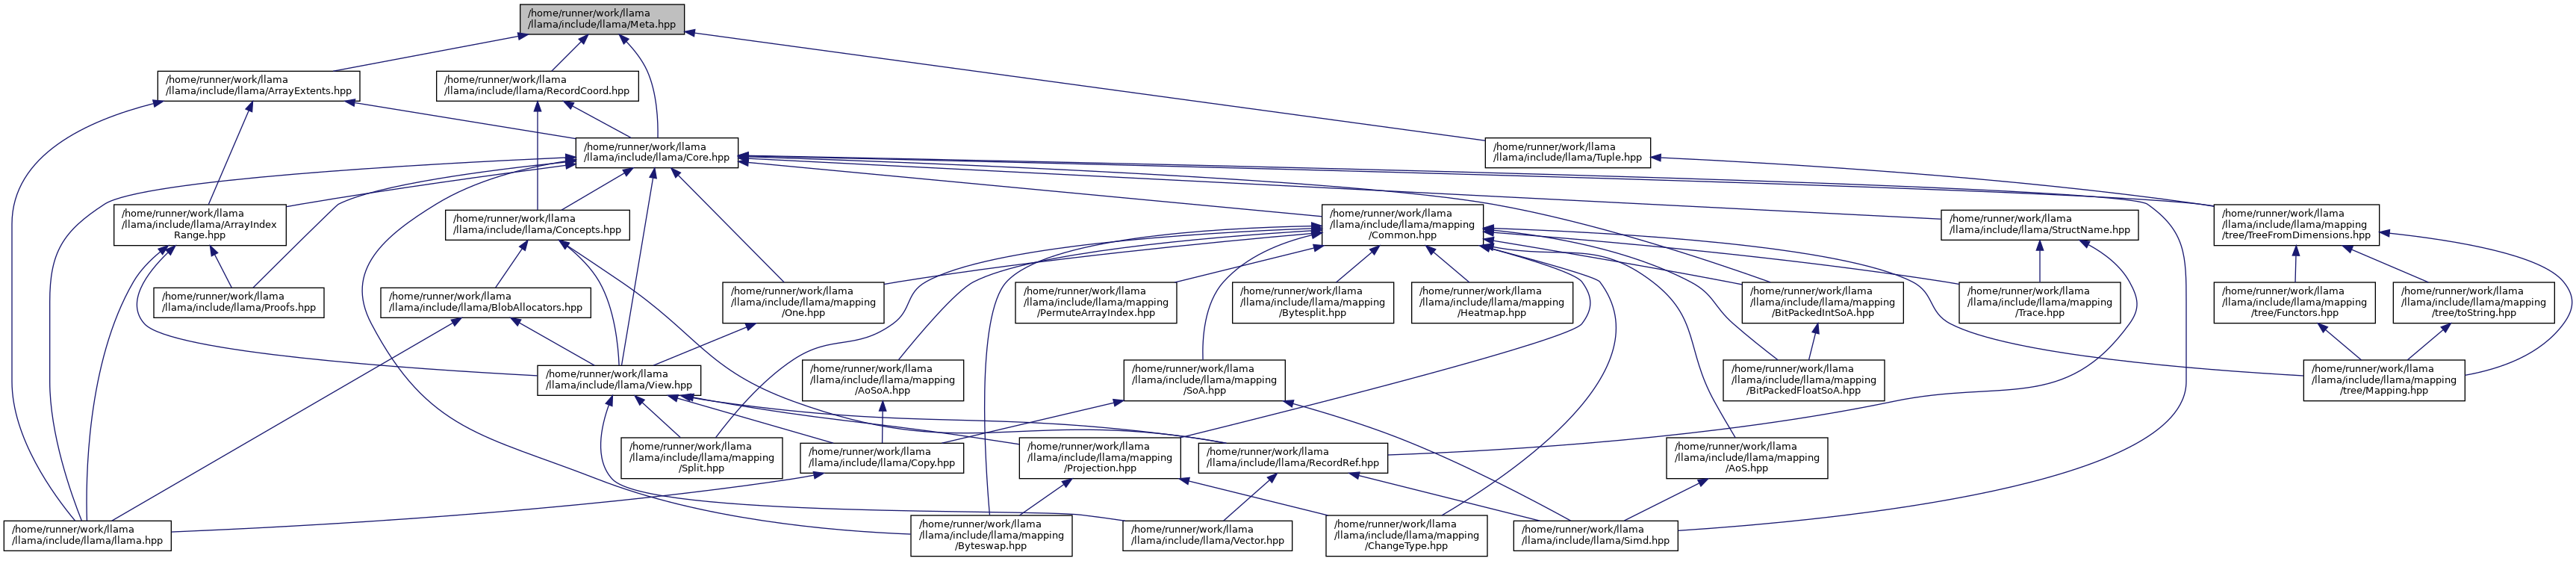 /home/runner/work/llama
/llama/include/llama/Meta.hpp
/home/runner/work/llama
/llama/include/llama/ArrayExtents.hpp
/home/runner/work/llama
/llama/include/llama/RecordCoord.hpp
/home/runner/work/llama
/llama/include/llama/Core.hpp
/home/runner/work/llama
/llama/include/llama/Tuple.hpp
/home/runner/work/llama
/llama/include/llama/ArrayIndex
Range.hpp
/home/runner/work/llama
/llama/include/llama/Concepts.hpp
/home/runner/work/llama
/llama/include/llama/mapping
/Common.hpp
/home/runner/work/llama
/llama/include/llama/StructName.hpp
/home/runner/work/llama
/llama/include/llama/mapping
/tree/TreeFromDimensions.hpp
/home/runner/work/llama
/llama/include/llama/Proofs.hpp
/home/runner/work/llama
/llama/include/llama/BlobAllocators.hpp
/home/runner/work/llama
/llama/include/llama/mapping
/One.hpp
/home/runner/work/llama
/llama/include/llama/mapping
/PermuteArrayIndex.hpp
/home/runner/work/llama
/llama/include/llama/mapping
/Bytesplit.hpp
/home/runner/work/llama
/llama/include/llama/mapping
/Heatmap.hpp
/home/runner/work/llama
/llama/include/llama/mapping
/BitPackedIntSoA.hpp
/home/runner/work/llama
/llama/include/llama/mapping
/Trace.hpp
/home/runner/work/llama
/llama/include/llama/mapping
/tree/Functors.hpp
/home/runner/work/llama
/llama/include/llama/mapping
/tree/toString.hpp
/home/runner/work/llama
/llama/include/llama/View.hpp
/home/runner/work/llama
/llama/include/llama/mapping
/AoSoA.hpp
/home/runner/work/llama
/llama/include/llama/mapping
/SoA.hpp
/home/runner/work/llama
/llama/include/llama/mapping
/BitPackedFloatSoA.hpp
/home/runner/work/llama
/llama/include/llama/mapping
/tree/Mapping.hpp
/home/runner/work/llama
/llama/include/llama/mapping
/Split.hpp
/home/runner/work/llama
/llama/include/llama/Copy.hpp
/home/runner/work/llama
/llama/include/llama/mapping
/Projection.hpp
/home/runner/work/llama
/llama/include/llama/RecordRef.hpp
/home/runner/work/llama
/llama/include/llama/mapping
/AoS.hpp
/home/runner/work/llama
/llama/include/llama/llama.hpp
/home/runner/work/llama
/llama/include/llama/mapping
/Byteswap.hpp
/home/runner/work/llama
/llama/include/llama/Vector.hpp
/home/runner/work/llama
/llama/include/llama/mapping
/ChangeType.hpp
/home/runner/work/llama
/llama/include/llama/Simd.hpp